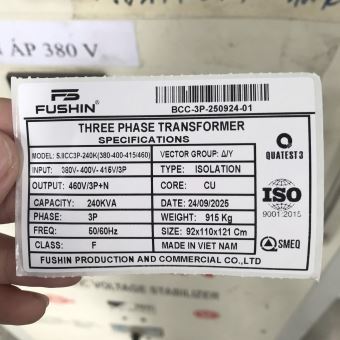 ÁP 380 V
FS
FUSHIN®
BCC-3P-250924-01
THREE PHASE TRANSFORMER
SPECIFICATIONS
MODEL: S.IICC3P-240K(380-400-415/460) VECTOR GROUP: Δ/Y
INPUT: 380V- 400V- 415V/3P TYPE: ISOLATION
OUTPUT: 460V/3P+N CORE: CU
CAPACITY: 240KVA DATE: 24/09/2025
PHASE: 3P WEIGHT: 915 Kg
FREQ: 50/60Hz SIZE: 92x110x121 Cm
CLASS: F
FUSHIN PRODUCTION AND COMMERCIAL CO.,LTD
QUATEST 3
ISO
9001:2015
SMEQ
MADE IN VIET NAM
VOLTAGE STABILIZER